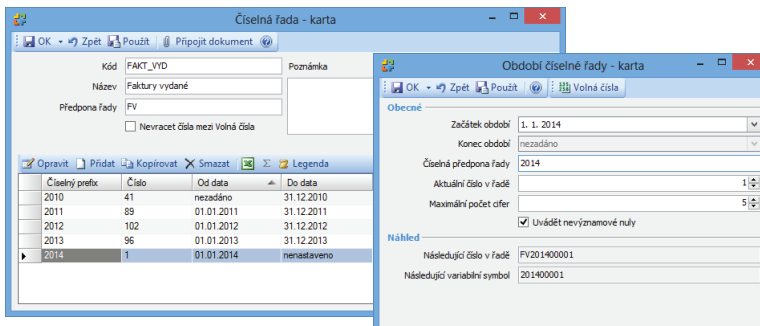 Číselná řada - karta
OK Zpět Použít Připojit dokument
Kód FAKT_VYD Poznámka
Název Faktury vydané
Předpona řady FV
Nevracet čísla mezi Volná čísla
Opravit Přidat Kopírovat Smazat Σ Legenda
Číselný prefix Číslo Od data Do data
2010 41 nezadáno 31.12.2010
2011 89 01.01.2011 31.12.2011
2012 102 01.01.2012 31.12.2012
2013 96 01.01.2013 31.12.2013
2014 1 01.01.2014 nenastaveno
Období číselné řady - karta
OK Zpět Použít Volná čísla
Obecné
Začátek období 1. 1. 2014
Konec období nezadáno
Číselná předpona řady 2014
Aktuální číslo v řadě 1
Maximální počet cifer 5
Uvádět nevýznamové nuly
Náhled
Následující číslo v řadě FV201400001
Následující variabilní symbol 201400001